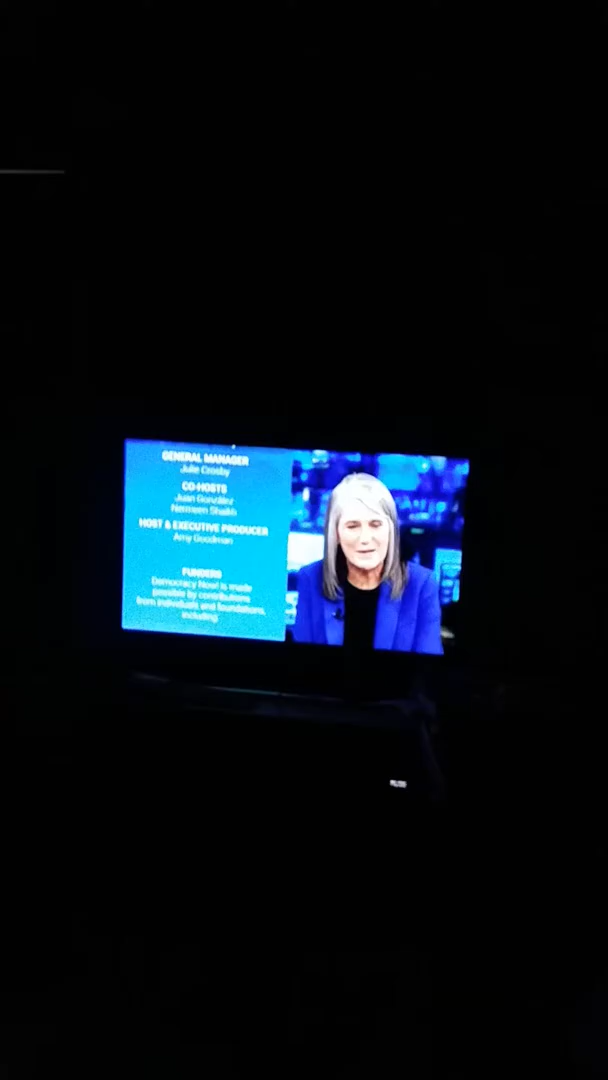 GENERAL MANAGER
Julie Crosby
CO-HOSTS
Juan González
Nermeen Shaikh
HOST & EXECUTIVE PRODUCER
Amy Goodman
FUNDERS
Democracy Now! is made
possible by contributions
from individuals and foundations,
including